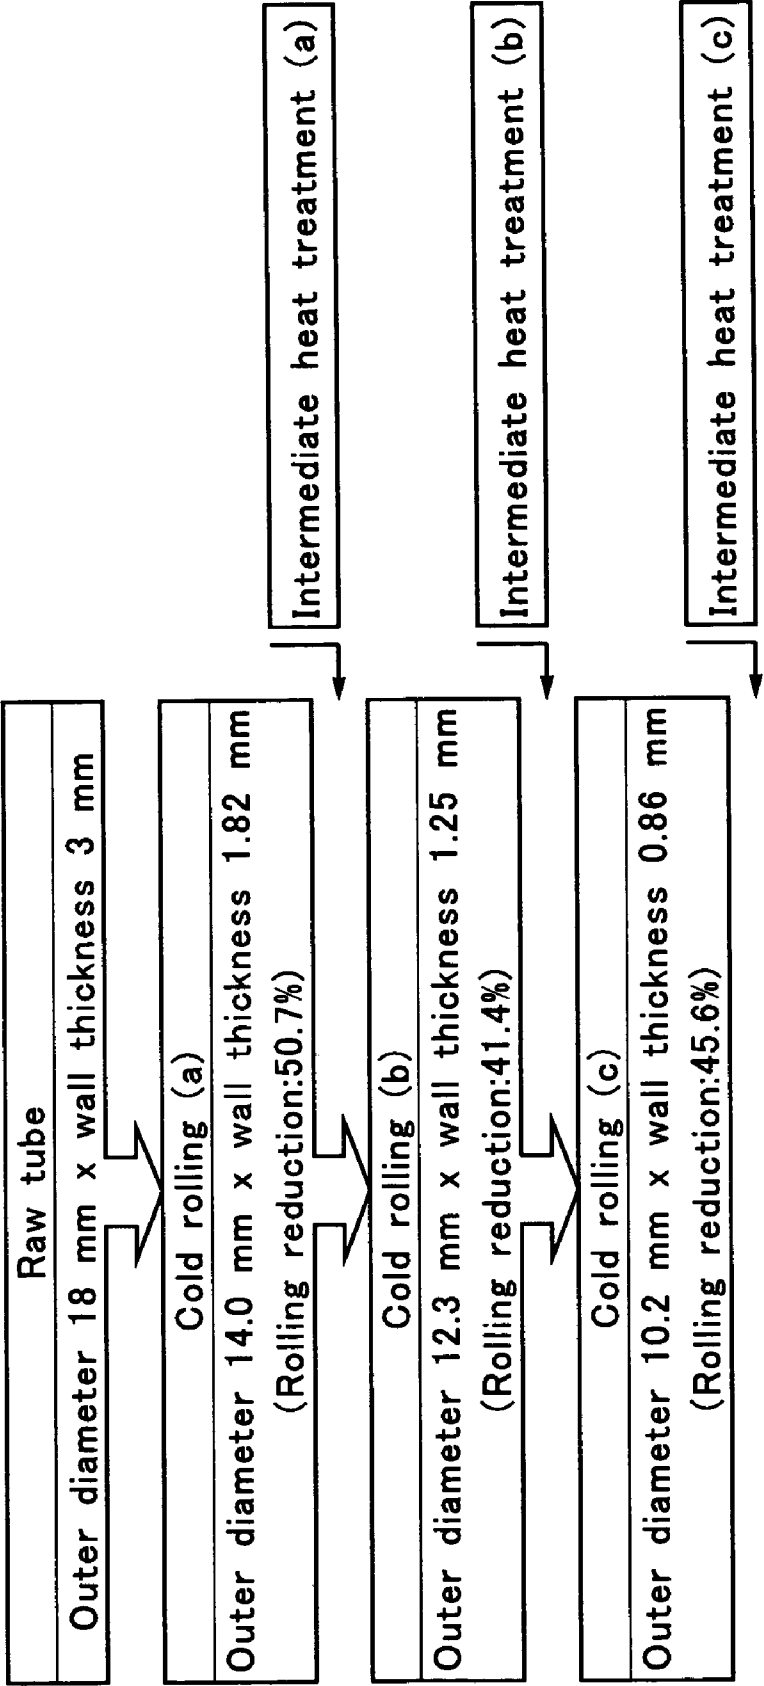 Raw tube
Outer diameter 18 mm x wall thickness 3 mm
Cold rolling (a)
Outer diameter 14.0 mm x wall thickness 1.82 mm
(Rolling reduction:50.7%)
Intermediate heat treatment (a)
Cold rolling (b)
Outer diameter 12.3 mm x wall thickness 1.25 mm
(Rolling reduction:41.4%)
Intermediate heat treatment (b)
Cold rolling (c)
Outer diameter 10.2 mm x wall thickness 0.86 mm
(Rolling reduction:45.6%)
Intermediate heat treatment (c)